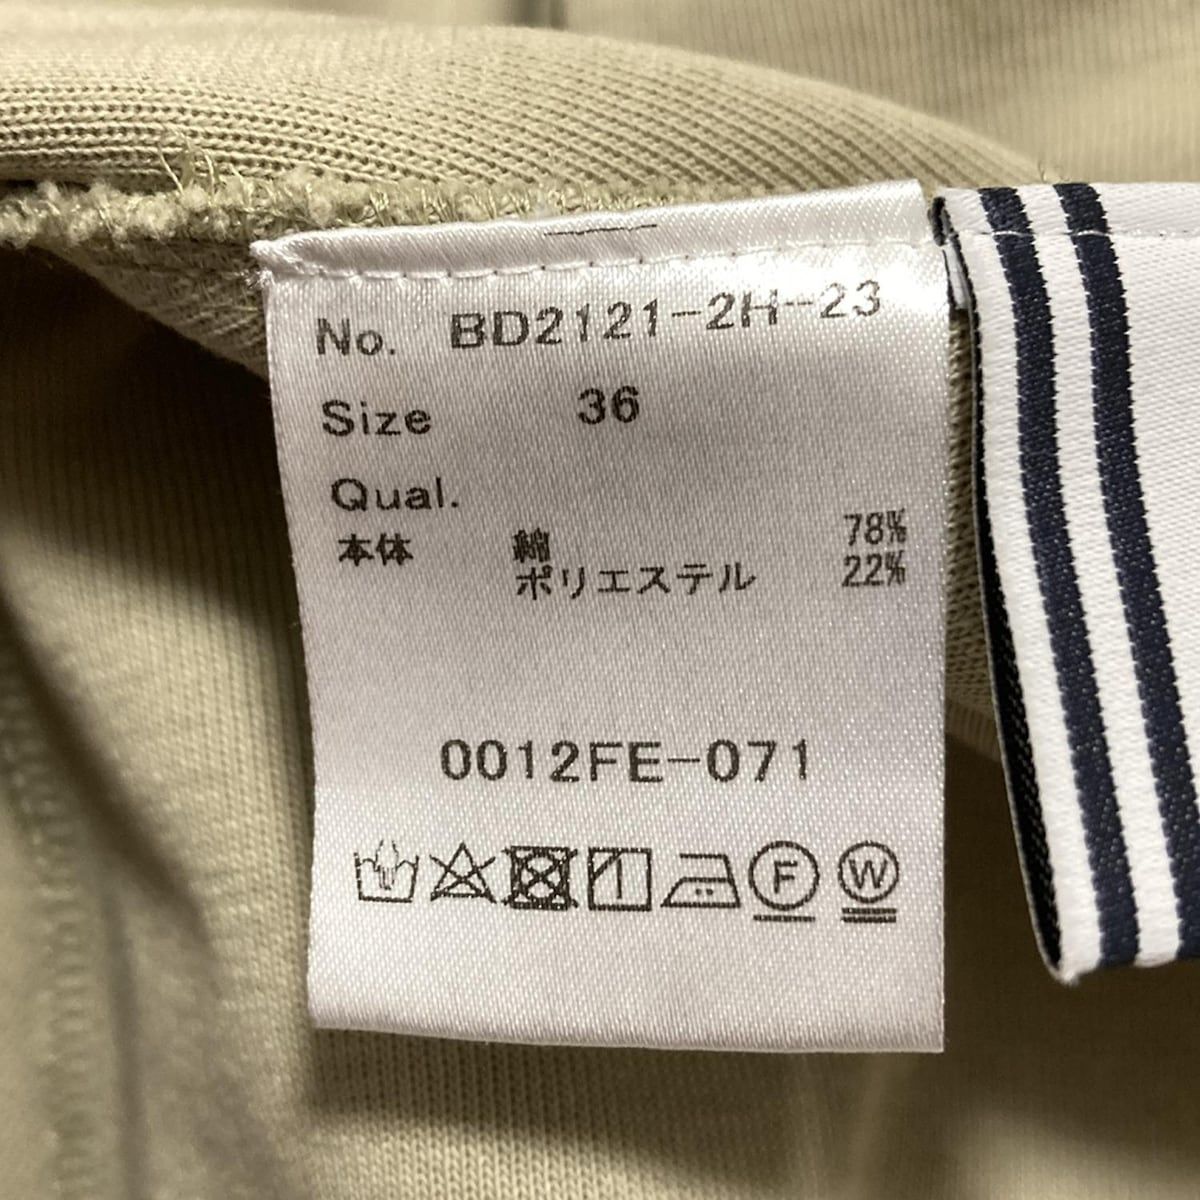 No. BD2121-2H-23
Size 36
Qual.
本体 綿 78%
ポリエステル 22%
0012FE-071
F W